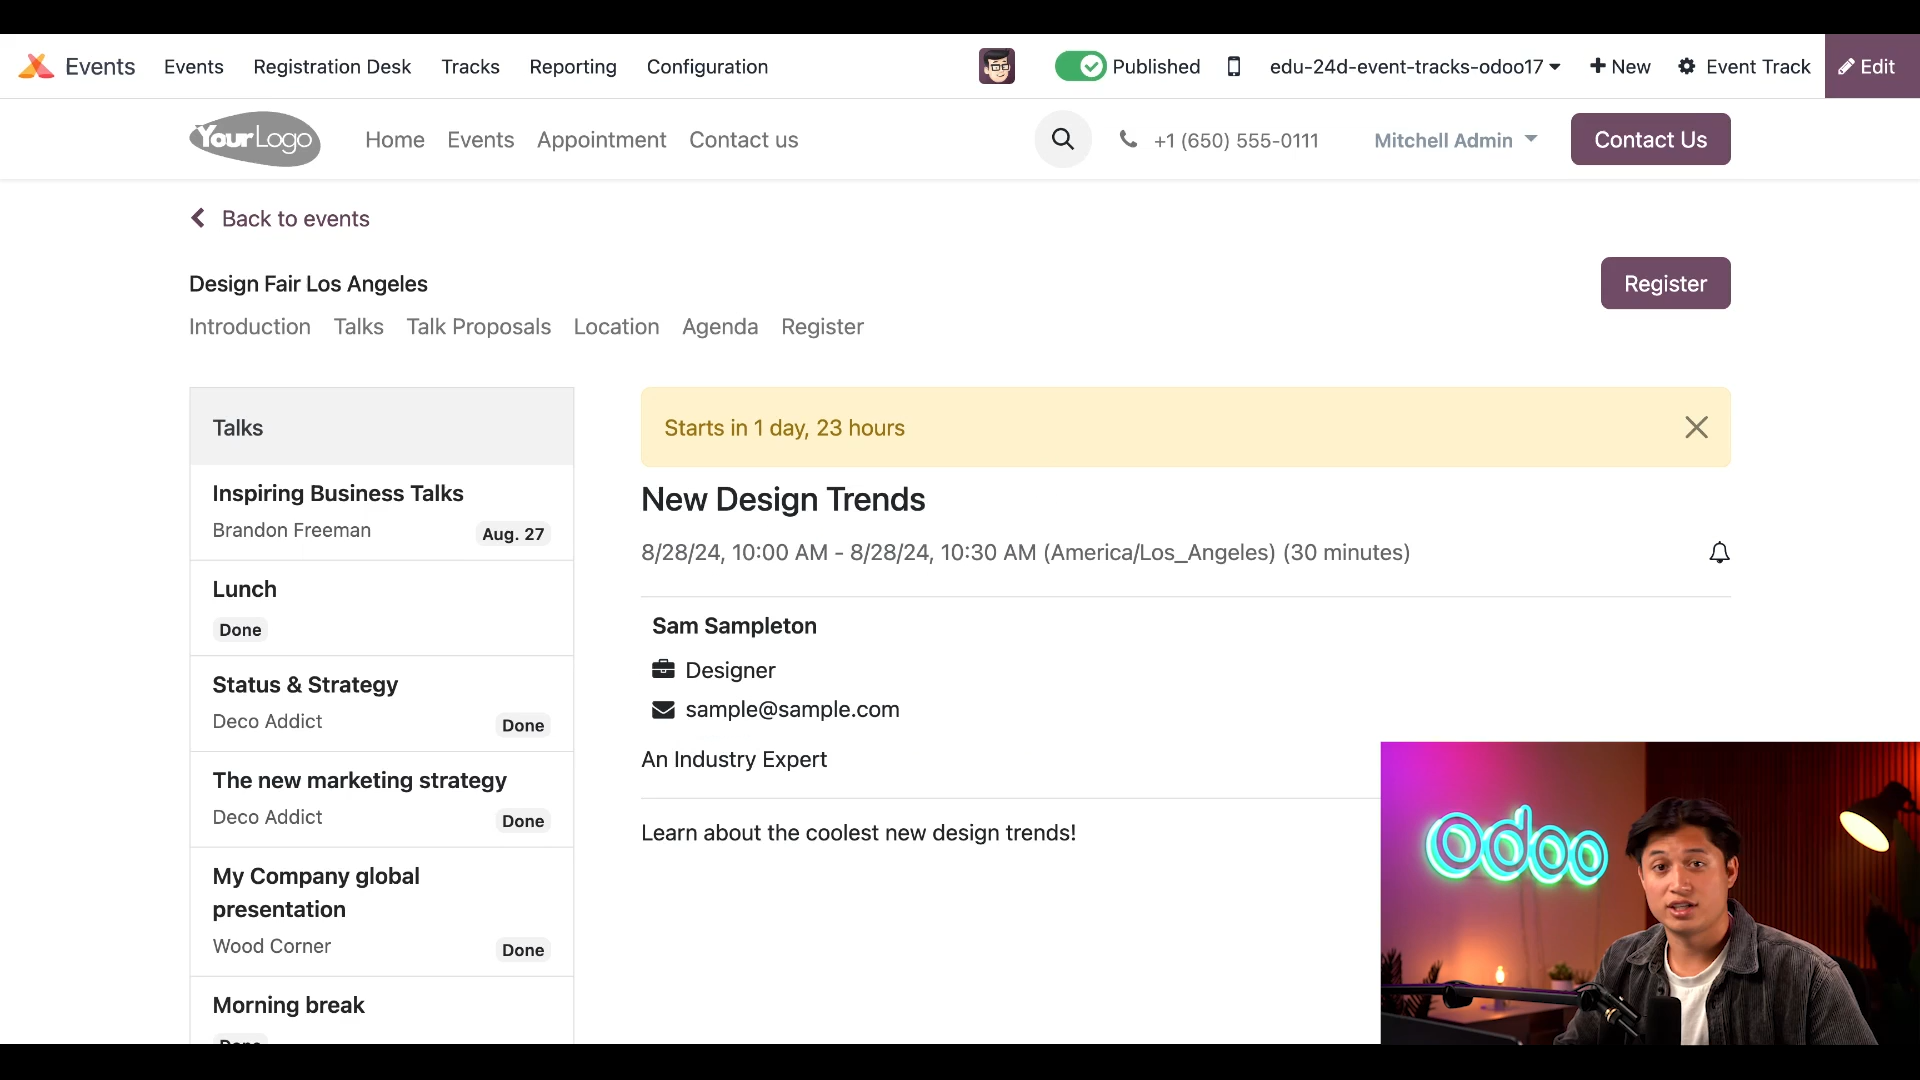 Events
Events
Registration Desk
Tracks
Reporting
Configuration
Published
edu-24d-event-tracks-odoo17
New
Event Track
Edit
YourLogo
Home
Events
Appointment
Contact us
+1 (650) 555-0111
Mitchell Admin
Contact Us
Back to events
Design Fair Los Angeles
Register
Introduction
Talks
Talk Proposals
Location
Agenda
Register
Talks
Inspiring Business Talks
Brandon Freeman
Aug. 27
Lunch
Done
Status & Strategy
Deco Addict
Done
The new marketing strategy
Deco Addict
Done
My Company global
presentation
Wood Corner
Done
Morning break
Done
Starts in 1 day, 23 hours
New Design Trends
8/28/24, 10:00 AM - 8/28/24, 10:30 AM (America/Los_Angeles) (30 minutes)
Sam Sampleton
Designer
sample@sample.com
An Industry Expert
Learn about the coolest new design trends!
odoo